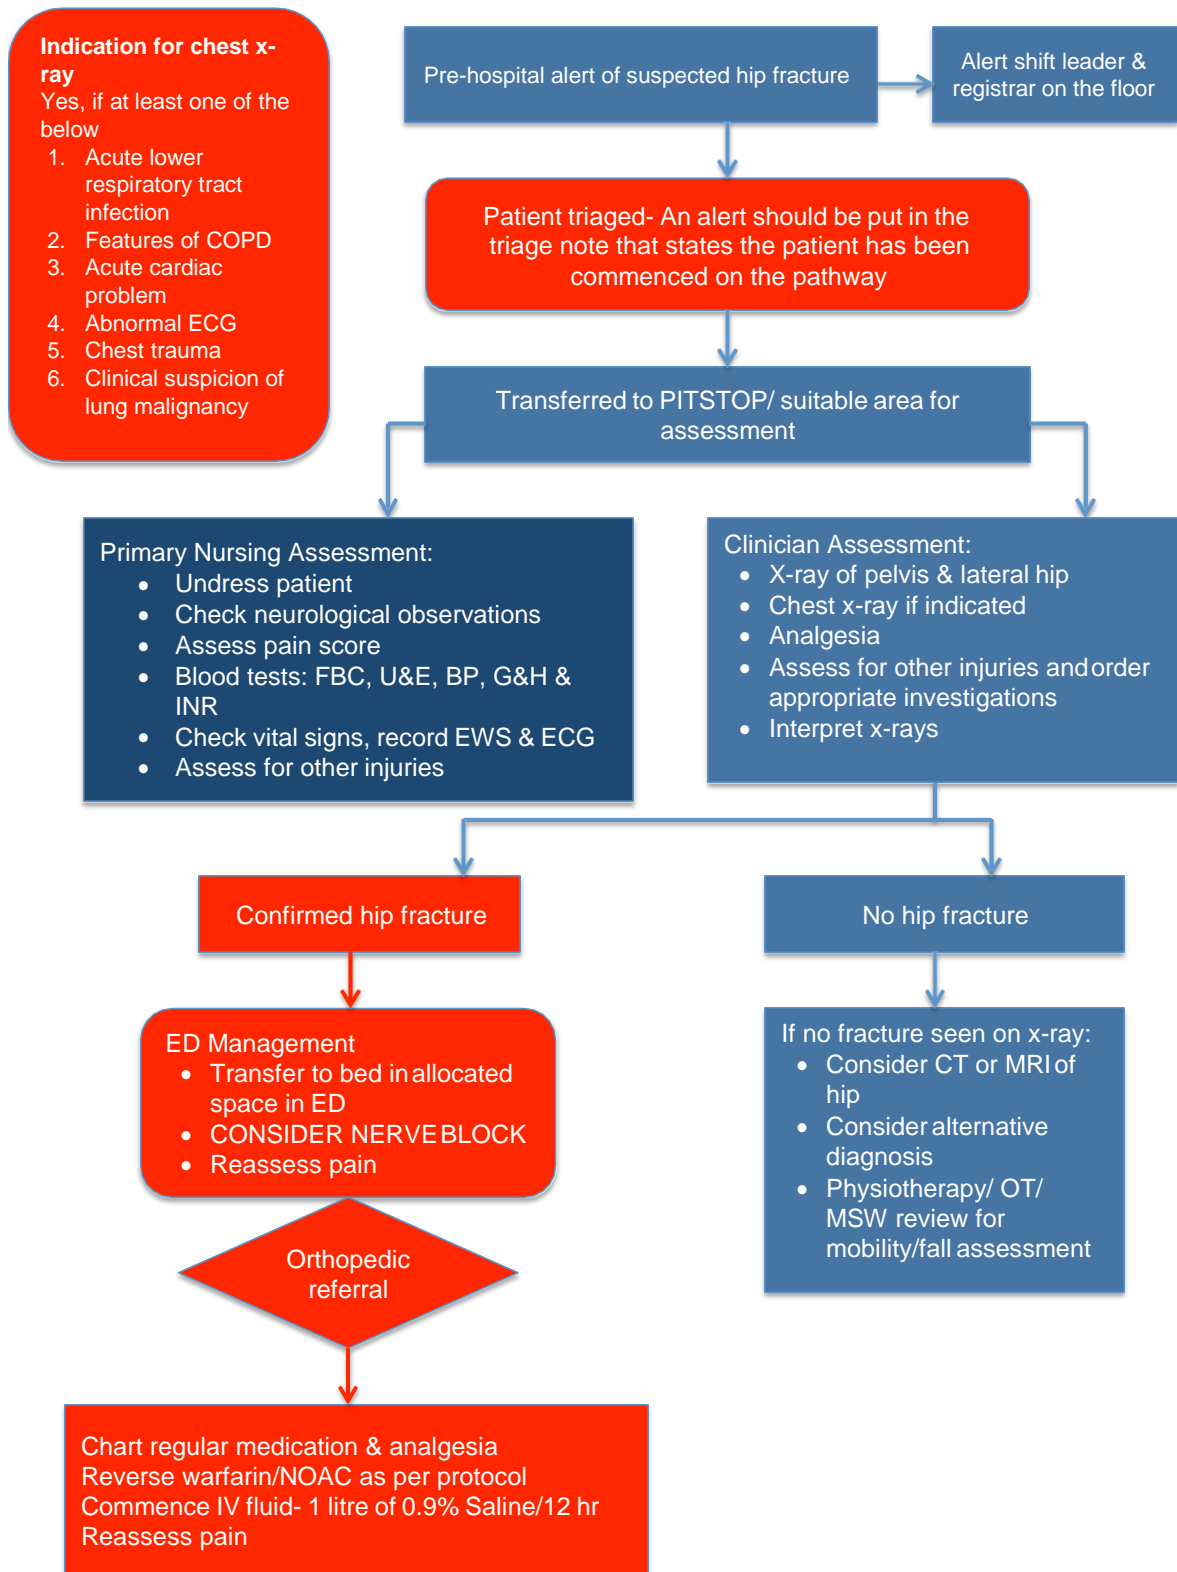 Indication for chest x-
ray
Yes, if at least one of the
below
1. Acute lower
respiratory tract
infection
2. Features of COPD
3. Acute cardiac
problem
4. Abnormal ECG
5. Chest trauma
6. Clinical suspicion of
lung malignancy
Pre-hospital alert of suspected hip fracture
Alert shift leader &
registrar on the floor
Patient triaged- An alert should be put in the
triage note that states the patient has been
commenced on the pathway
Transferred to PITSTOP/ suitable area for
assessment
Primary Nursing Assessment:
• Undress patient
• Check neurological observations
• Assess pain score
• Blood tests: FBC, U&E, BP, G&H &
INR
• Check vital signs, record EWS & ECG
• Assess for other injuries
Clinician Assessment:
• X-ray of pelvis & lateral hip
• Chest x-ray if indicated
• Analgesia
• Assess for other injuries and order
appropriate investigations
• Interpret x-rays
Confirmed hip fracture
No hip fracture
ED Management
• Transfer to bed in allocated
space in ED
• CONSIDER NERVE BLOCK
• Reassess pain
If no fracture seen on x-ray:
• Consider CT or MRI of
hip
• Consider alternative
diagnosis
• Physiotherapy/ OT/
MSW review for
mobility/fall assessment
Orthopedic
referral
Chart regular medication & analgesia
Reverse warfarin/NOAC as per protocol
Commence IV fluid- 1 litre of 0.9% Saline/12 hr
Reassess pain